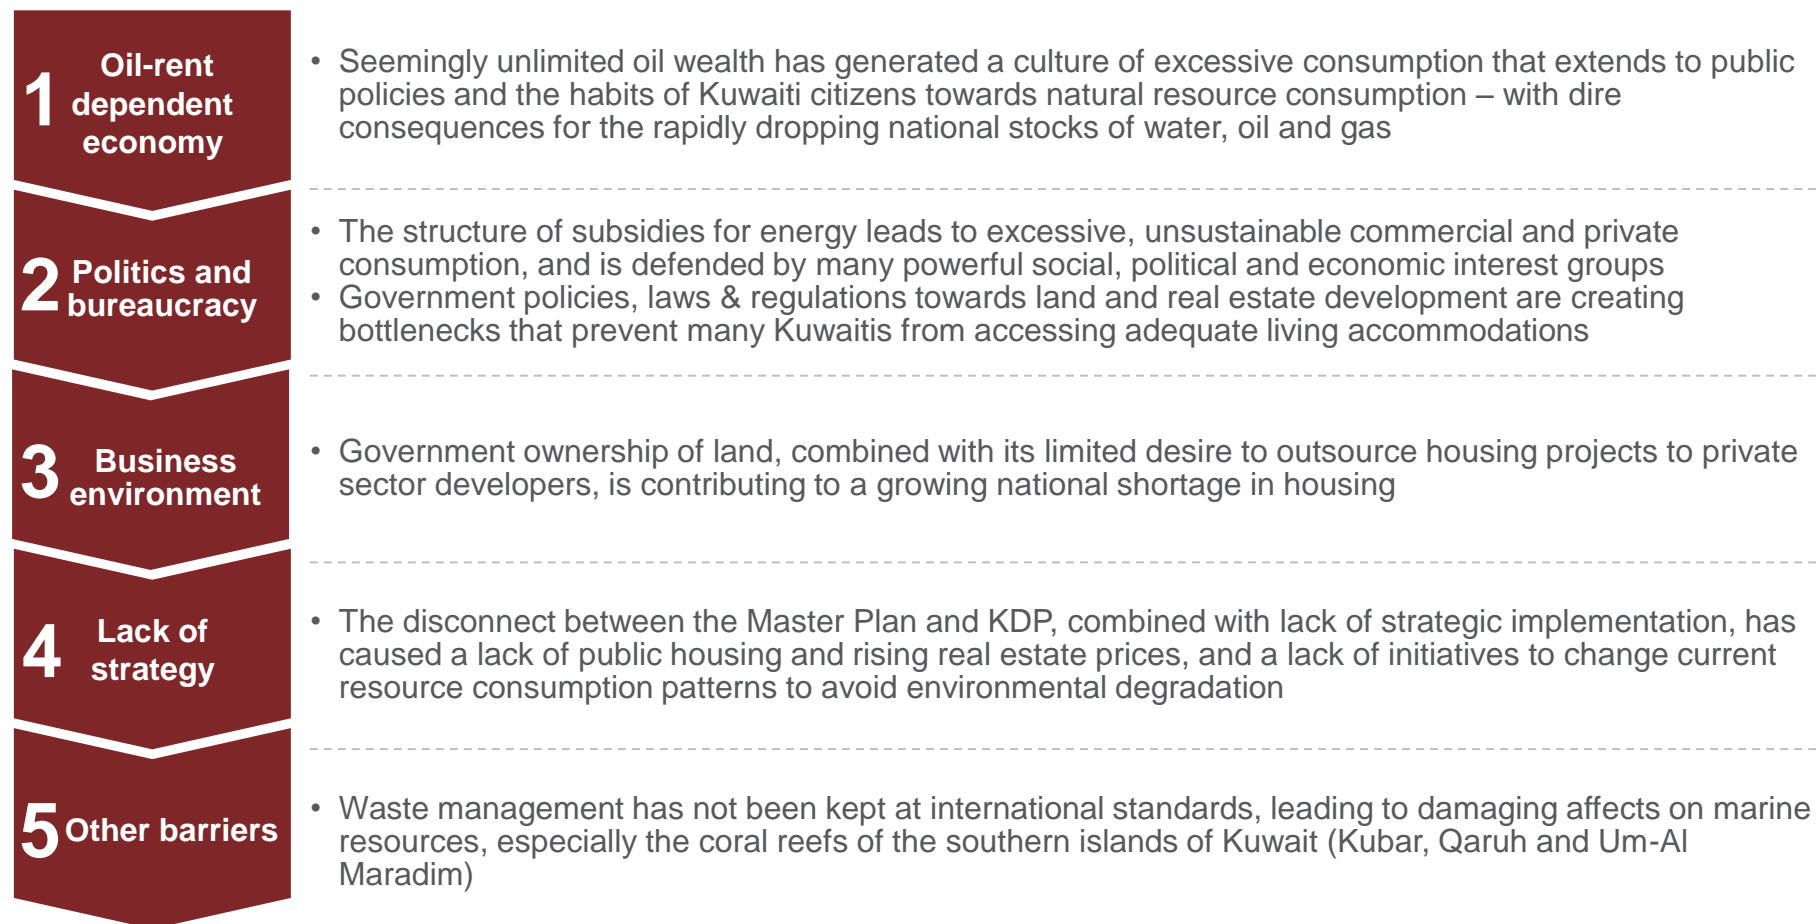 1
Oil-rent
dependent
economy
• Seemingly unlimited oil wealth has generated a culture of excessive consumption that extends to public
policies and the habits of Kuwaiti citizens towards natural resource consumption – with dire
consequences for the rapidly dropping national stocks of water, oil and gas
2
Politics and
bureaucracy
• The structure of subsidies for energy leads to excessive, unsustainable commercial and private
consumption, and is defended by many powerful social, political and economic interest groups
• Government policies, laws & regulations towards land and real estate development are creating
bottlenecks that prevent many Kuwaitis from accessing adequate living accommodations
3
Business
environment
• Government ownership of land, combined with its limited desire to outsource housing projects to private
sector developers, is contributing to a growing national shortage in housing
4
Lack of
strategy
• The disconnect between the Master Plan and KDP, combined with lack of strategic implementation, has
caused a lack of public housing and rising real estate prices, and a lack of initiatives to change current
resource consumption patterns to avoid environmental degradation
5
Other barriers
• Waste management has not been kept at international standards, leading to damaging affects on marine
resources, especially the coral reefs of the southern islands of Kuwait (Kubar, Qaruh and Um-Al
Maradim)